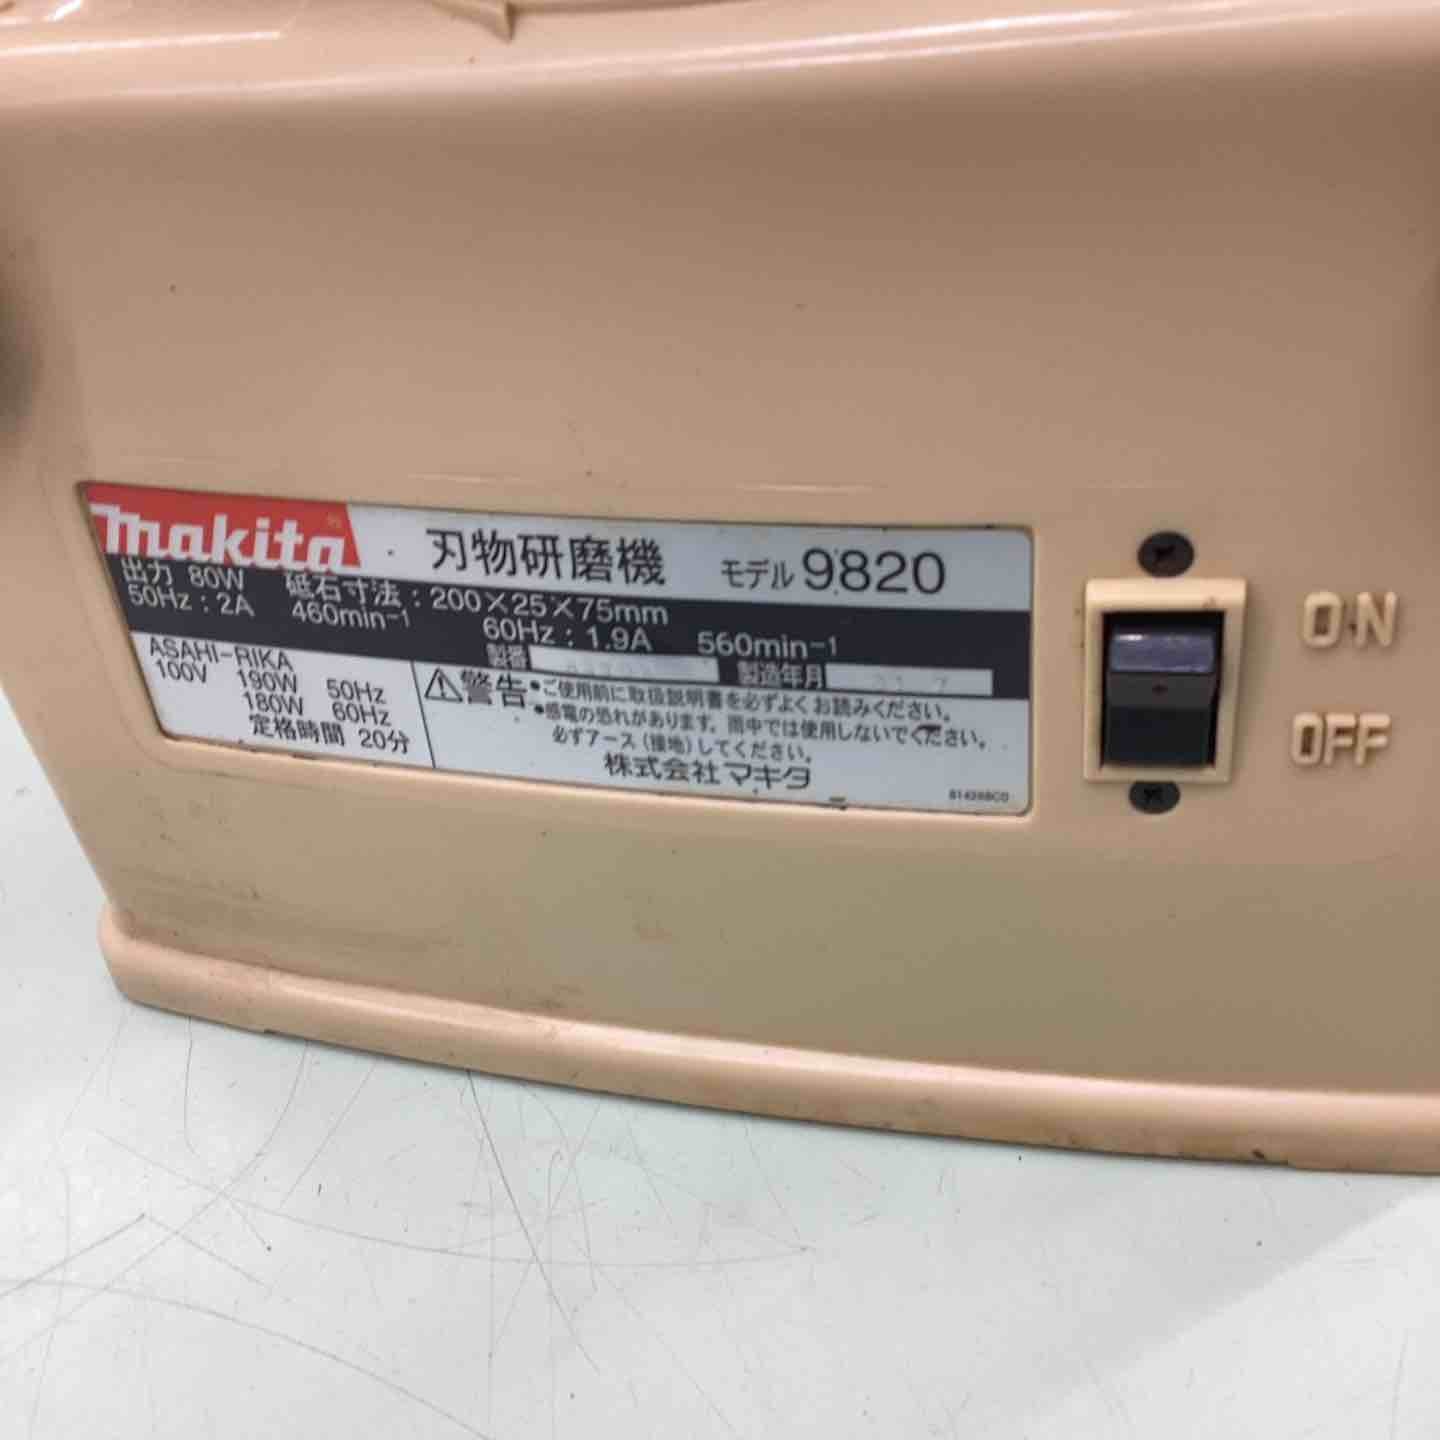 makita 刃物研磨機 モデル 9820
出力 80W 砥石寸法：200×25×75mm
50Hz：2A 460min-1 60Hz：1.9A 560min-1
製番 製造年月
ASAHI-RIKA
100V 190W 50Hz
180W 60Hz
定格時間 20分
⚠警告 •ご使用前に取扱説明書を必ずよくお読みください。
•感電の恐れがあります。雨中では使用しないでください。
必ずアース（接地）してください。
株式会社マキタ
ON
OFF